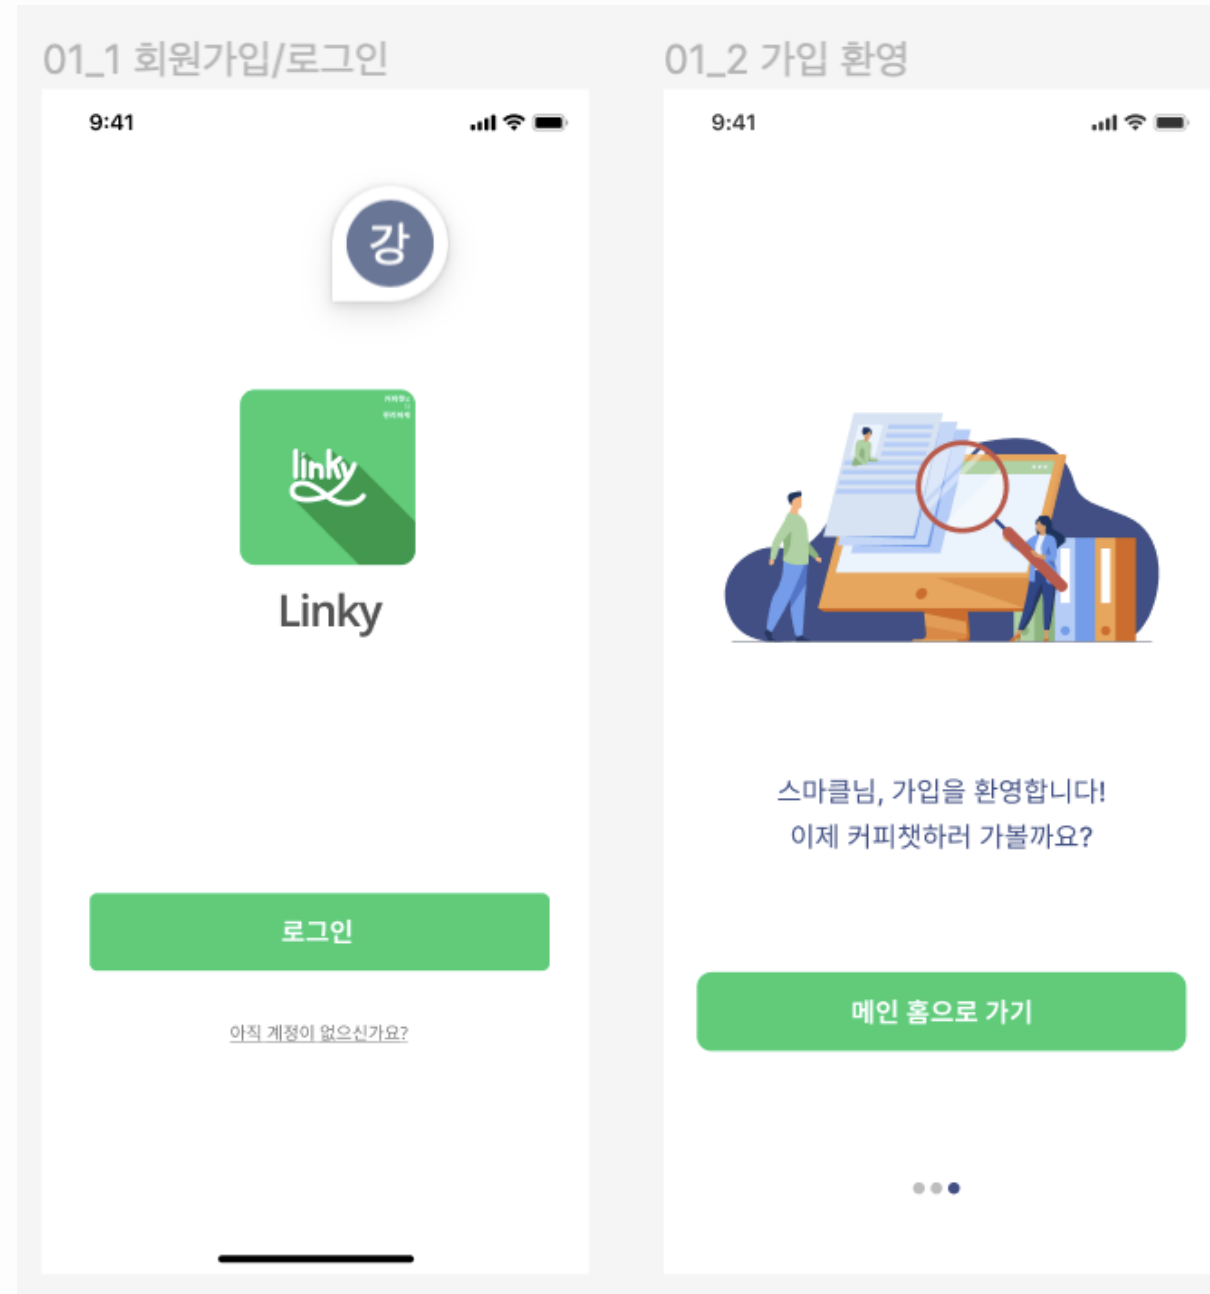 01_1 회원가입/로그인
9:41
강
linky
Linky
로그인
아직 계정이 없으신가요?
01_2 가입 환영
9:41
스마클님, 가입을 환영합니다!
이제 커피챗하러 가볼까요?
메인 홈으로 가기